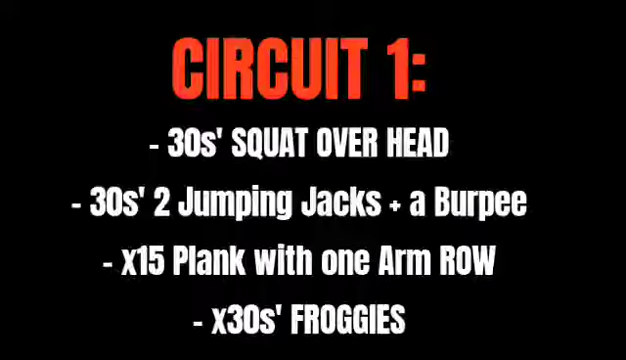 CIRCUIT 1:
- 30s' SQUAT OVER HEAD
- 30s' 2 Jumping Jacks + a Burpee
- x15 Plank with one Arm ROW
- x30s' FROGGIES